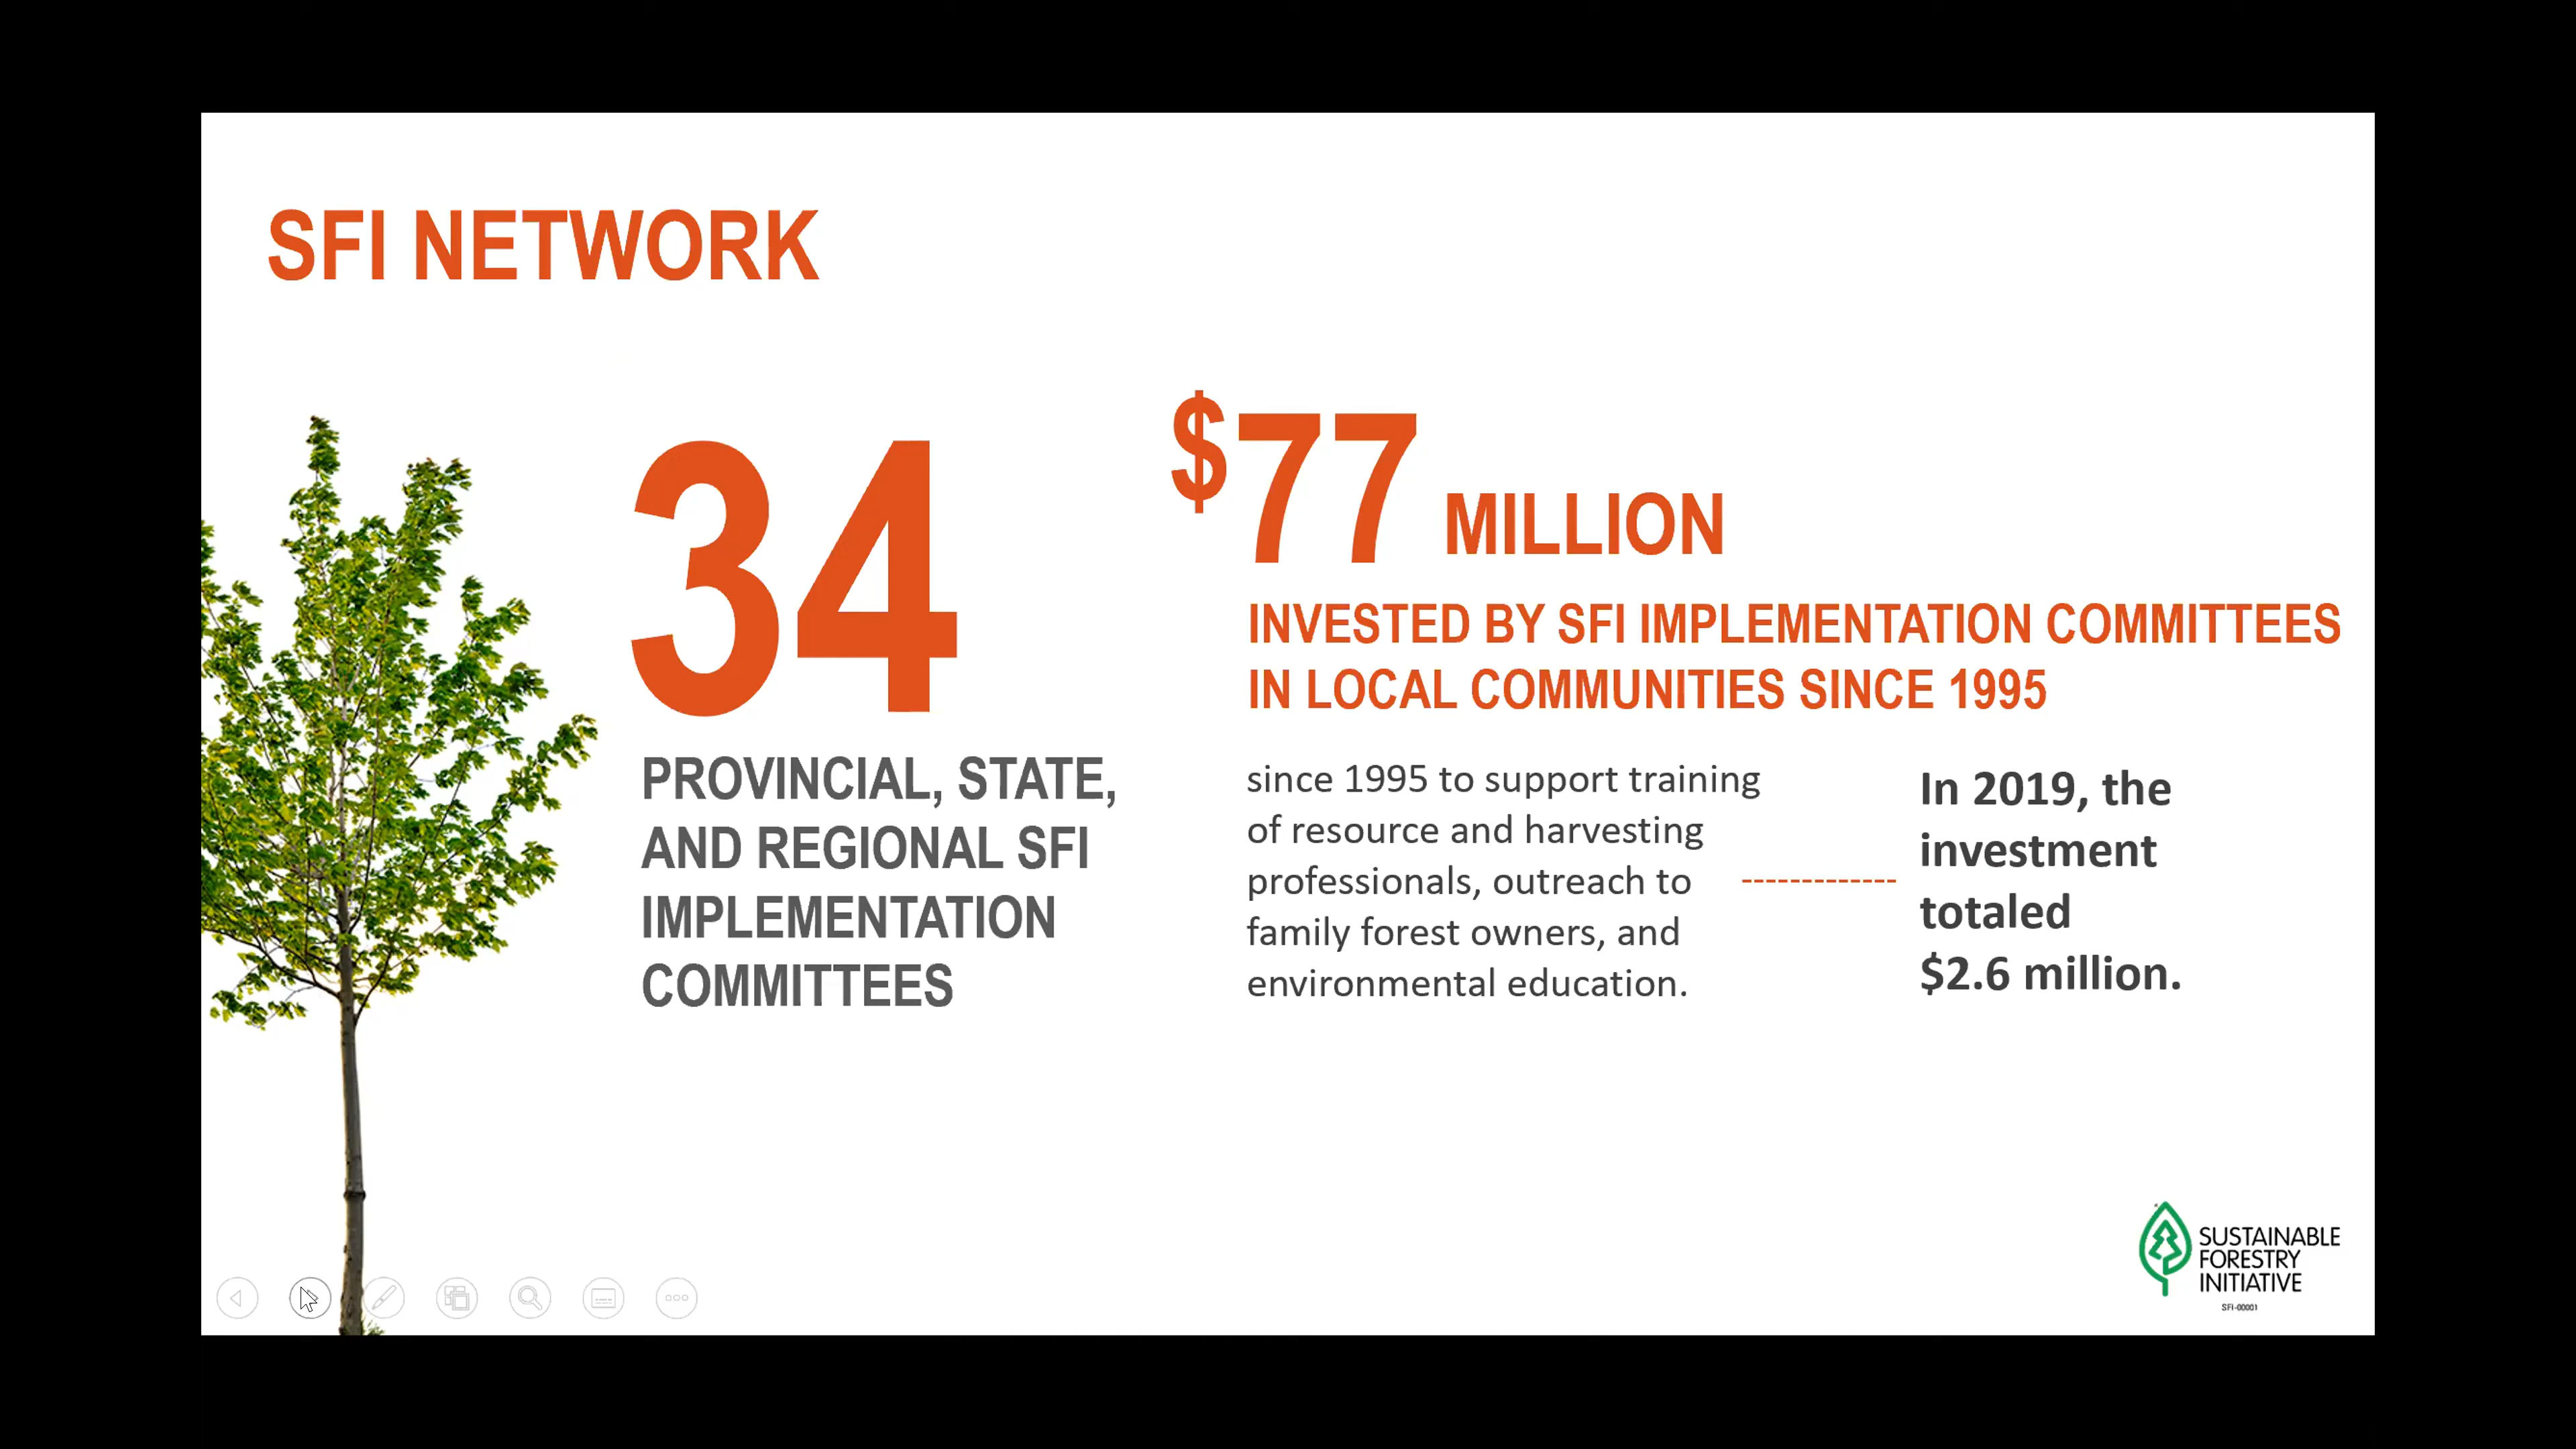 SFI NETWORK
34
PROVINCIAL, STATE,
AND REGIONAL SFI
IMPLEMENTATION
COMMITTEES
$77 MILLION
INVESTED BY SFI IMPLEMENTATION COMMITTEES
IN LOCAL COMMUNITIES SINCE 1995
since 1995 to support training
of resource and harvesting
professionals, outreach to
family forest owners, and
environmental education.
In 2019, the
investment
totaled
$2.6 million.
SUSTAINABLE
FORESTRY
INITIATIVE
SFI-00001